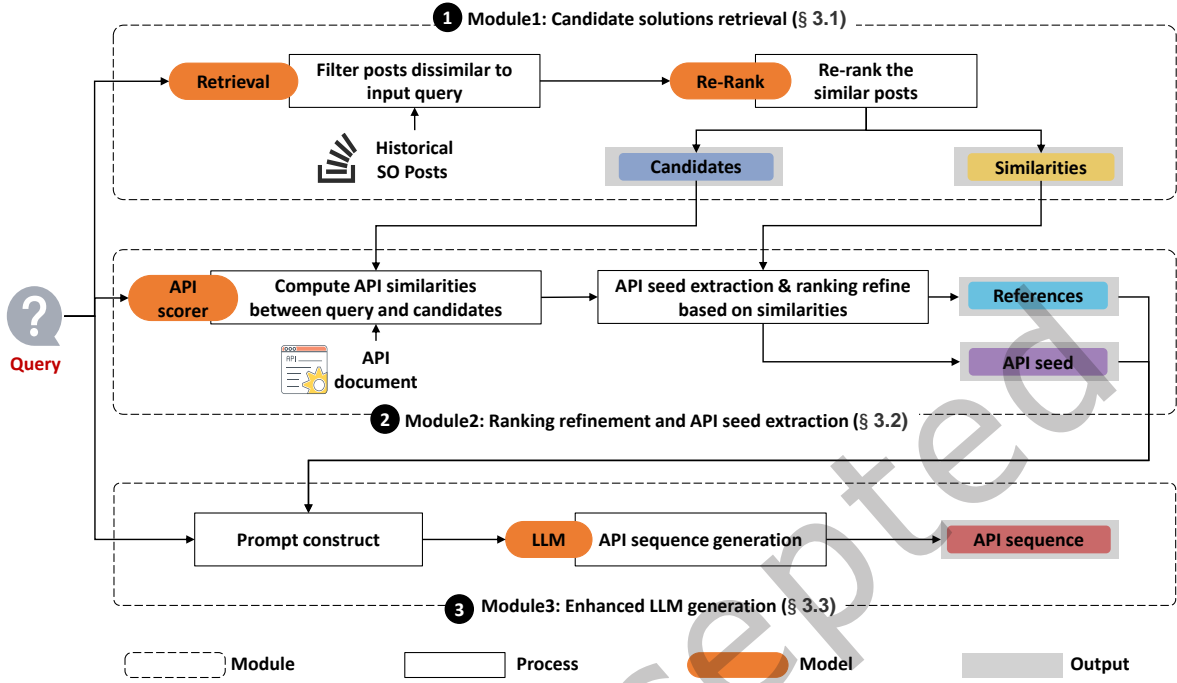 1 Module1: Candidate solutions retrieval (§ 3.1)
Retrieval
Filter posts dissimilar to
input query
Re-Rank
Re-rank the
similar posts
Historical
SO Posts
Candidates
Similarities
API
scorer
Compute API similarities
between query and candidates
API seed extraction & ranking refine
based on similarities
References
Query
API
API
document
API seed
2 Module2: Ranking refinement and API seed extraction (§ 3.2)
Prompt construct
LLM
API sequence generation
API sequence
3 Module3: Enhanced LLM generation (§ 3.3)
Module
Process
Model
Output